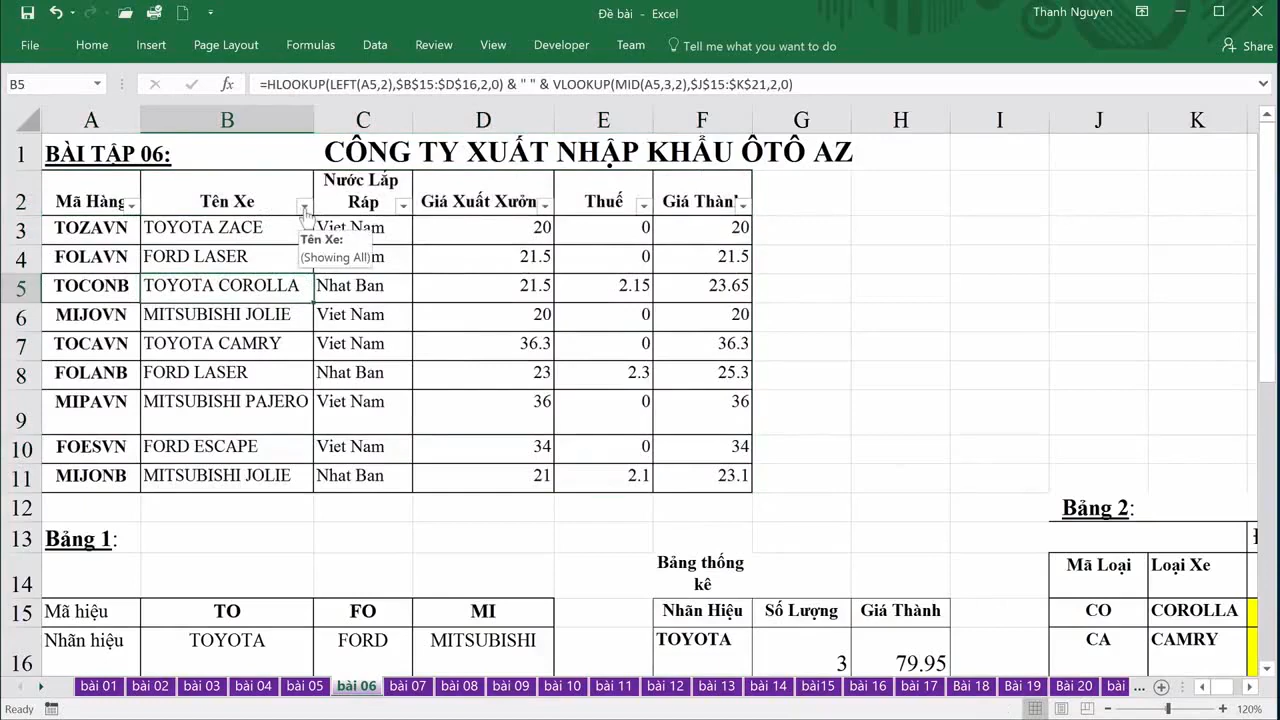 Đề bài - Excel
Thanh Nguyen
File Home Insert Page Layout Formulas Data Review View Developer Team Tell me what you want to do Share
B5 fx =HLOOKUP(LEFT(A5,2),$B$15:$D$16,2,0) & " " & VLOOKUP(MID(A5,3,2),$J$15:$K$21,2,0)
A B C D E F G H I J K
1 BÀI TẬP 06: CÔNG TY XUẤT NHẬP KHẨU ÔTÔ AZ
2 Mã Hàng Tên Xe Nước Lắp Ráp Giá Xuất Xưởn Thuế Giá Thàn
3 TOZAVN TOYOTA ZACE Viet Nam 20 0 20
Tên Xe:
(Showing All)
4 FOLAVN FORD LASER m 21.5 0 21.5
5 TOCONB TOYOTA COROLLA Nhat Ban 21.5 2.15 23.65
6 MIJOVN MITSUBISHI JOLIE Viet Nam 20 0 20
7 TOCAVN TOYOTA CAMRY Viet Nam 36.3 0 36.3
8 FOLANB FORD LASER Nhat Ban 23 2.3 25.3
9 MIPAVN MITSUBISHI PAJERO Viet Nam 36 0 36
10 FOESVN FORD ESCAPE Viet Nam 34 0 34
11 MIJONB MITSUBISHI JOLIE Nhat Ban 21 2.1 23.1
12 Bảng 2:
13 Bảng 1:
14 Bảng thống kê Mã Loại Loại Xe
15 Mã hiệu TO FO MI Nhãn Hiệu Số Lượng Giá Thành CO COROLLA
16 Nhãn hiệu TOYOTA FORD MITSUBISHI TOYOTA 3 79.95 CA CAMRY
bài 01 bài 02 bài 03 bài 04 bài 05 bài 06 bài 07 bài 08 bài 09 bài 10 bài 11 bài 12 bài 13 bài 14 bài15 bài 16 bài 17 Bài 18 Bài 19 Bài 20 bài ...
Ready 120%